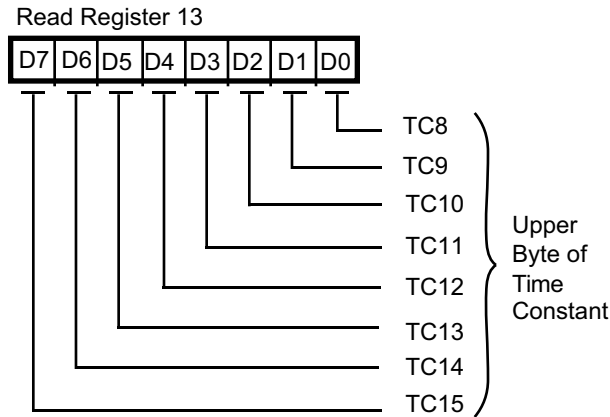 Read Register 13
D7 D6 D5 D4 D3 D2 D1 D0
TC8
TC9
TC10
TC11
TC12
TC13
TC14
TC15
Upper
Byte of
Time
Constant